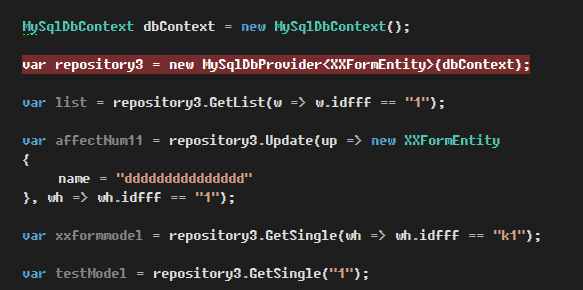 MySqlDbContext dbContext = new MySqlDbContext();
var repository3 = new MySqlDbProvider<XXFormEntity>(dbContext);
var list = repository3.GetList(w => w.idfff == "1");
var affectNum11 = repository3.Update(up => new XXFormEntity
{
name = "ddddddddddddddd"
}, wh => wh.idfff == "1");
var xxformmodel = repository3.GetSingle(wh => wh.idfff == "k1");
var testModel = repository3.GetSingle("1");